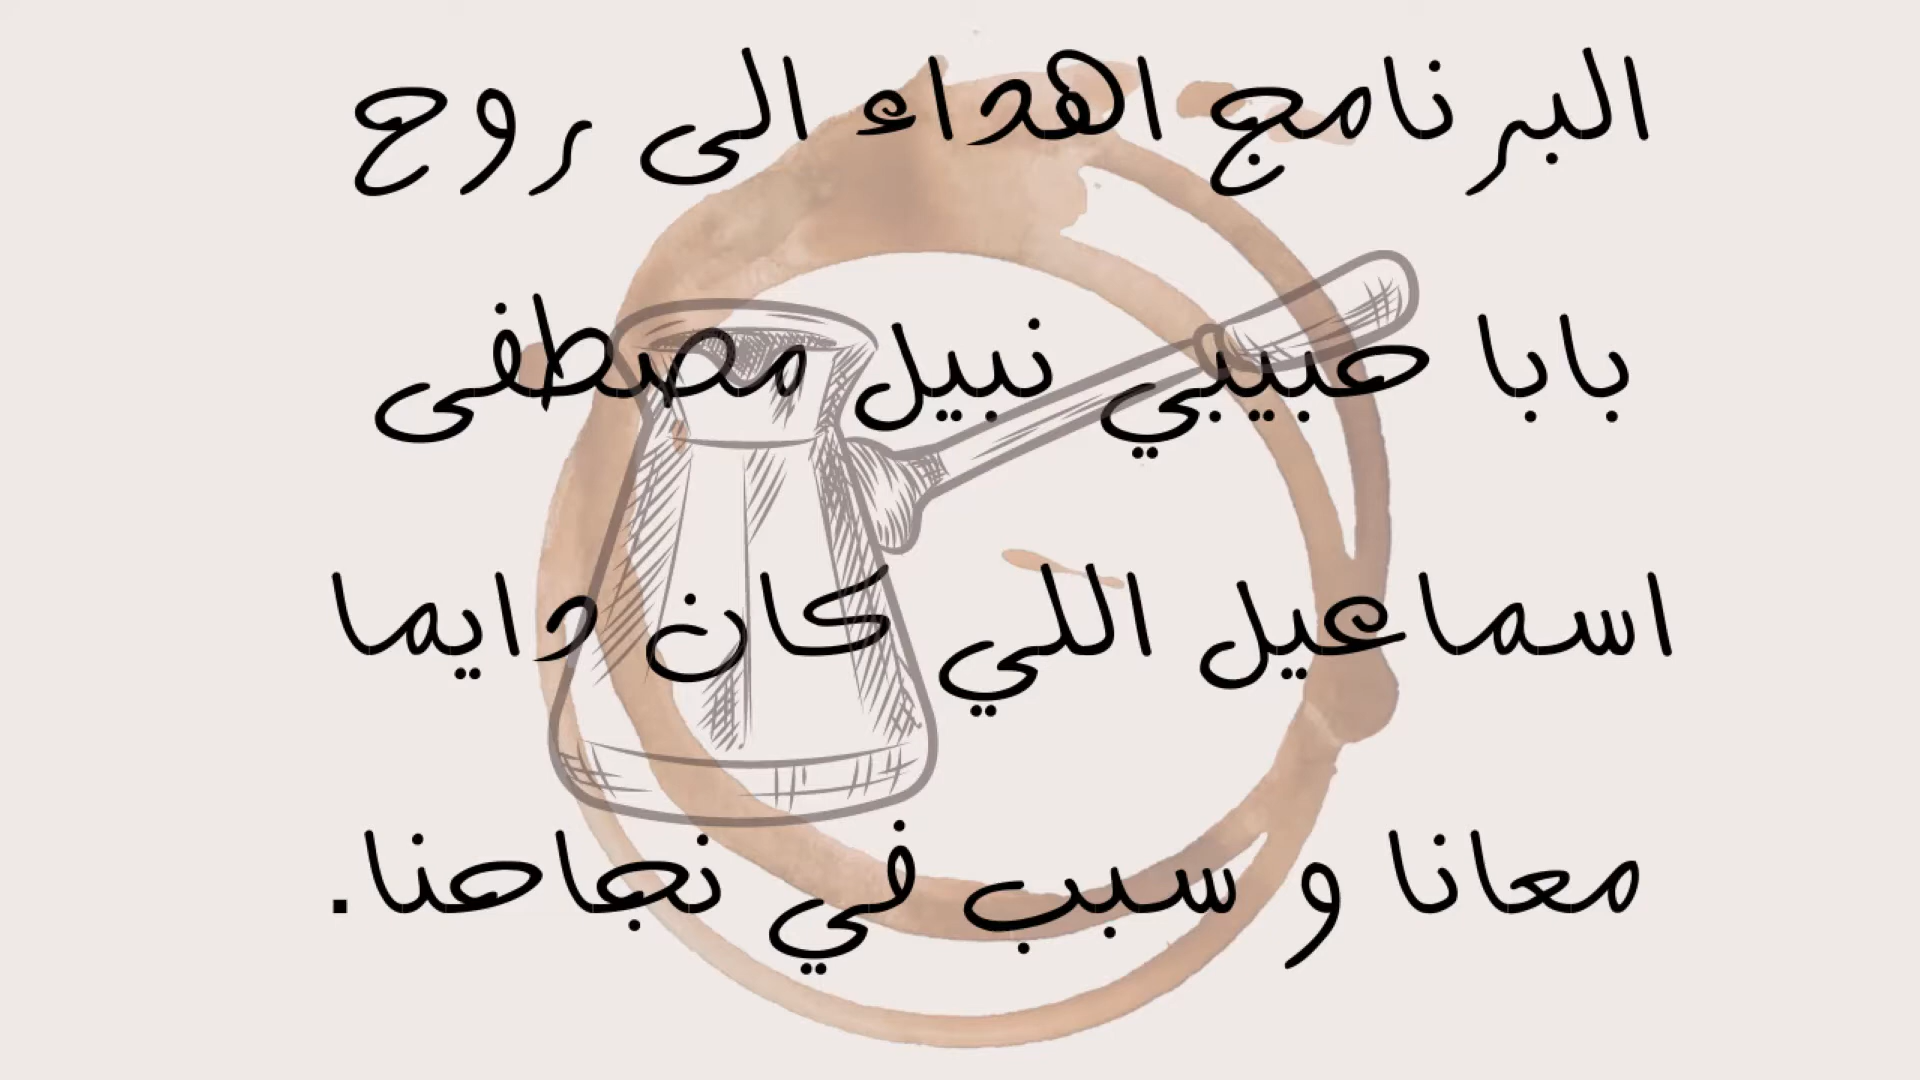 البرنامج اهداء الى روح
بابا حبيبي نبيل مصطفى
اسماعيل اللي كان دايما
معانا و سبب في نجاحنا.